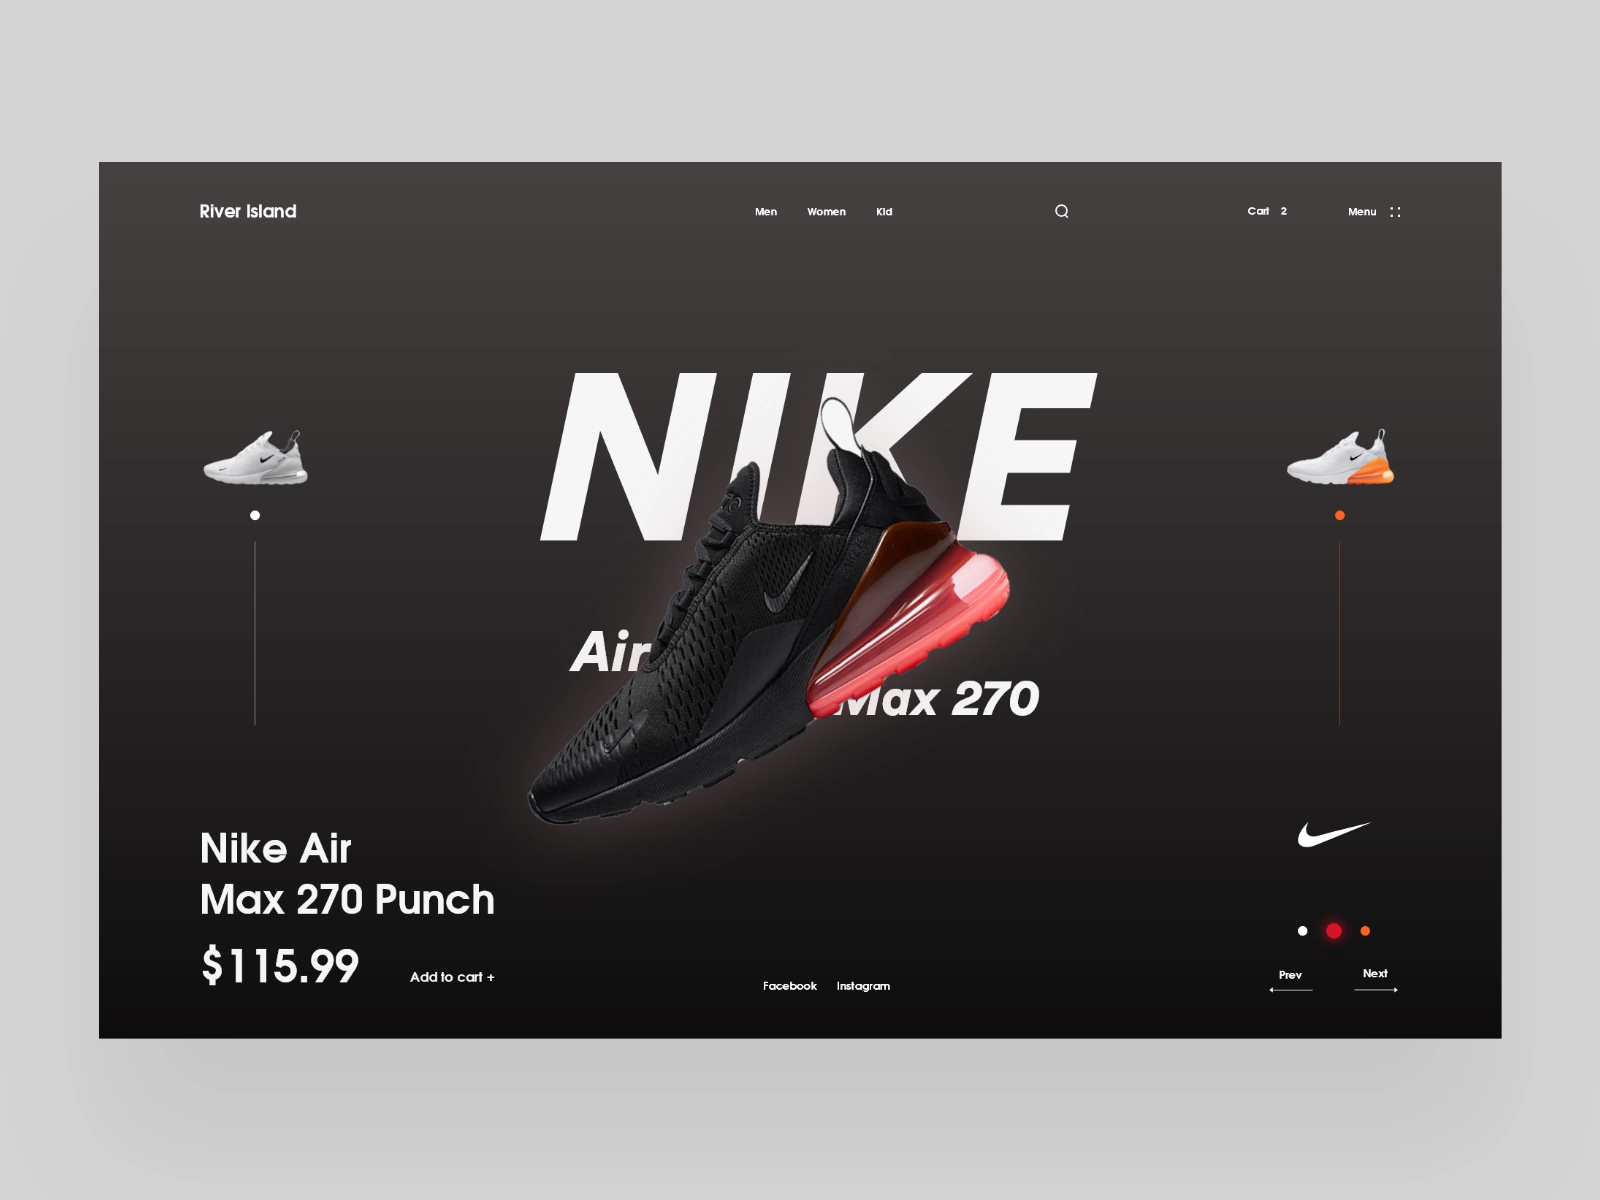 River Island
Men Women Kid
Cart 2
Menu
NIKE
Air
Max 270
Nike Air
Max 270 Punch
$115.99
Add to cart +
Facebook Instagram
Prev Next